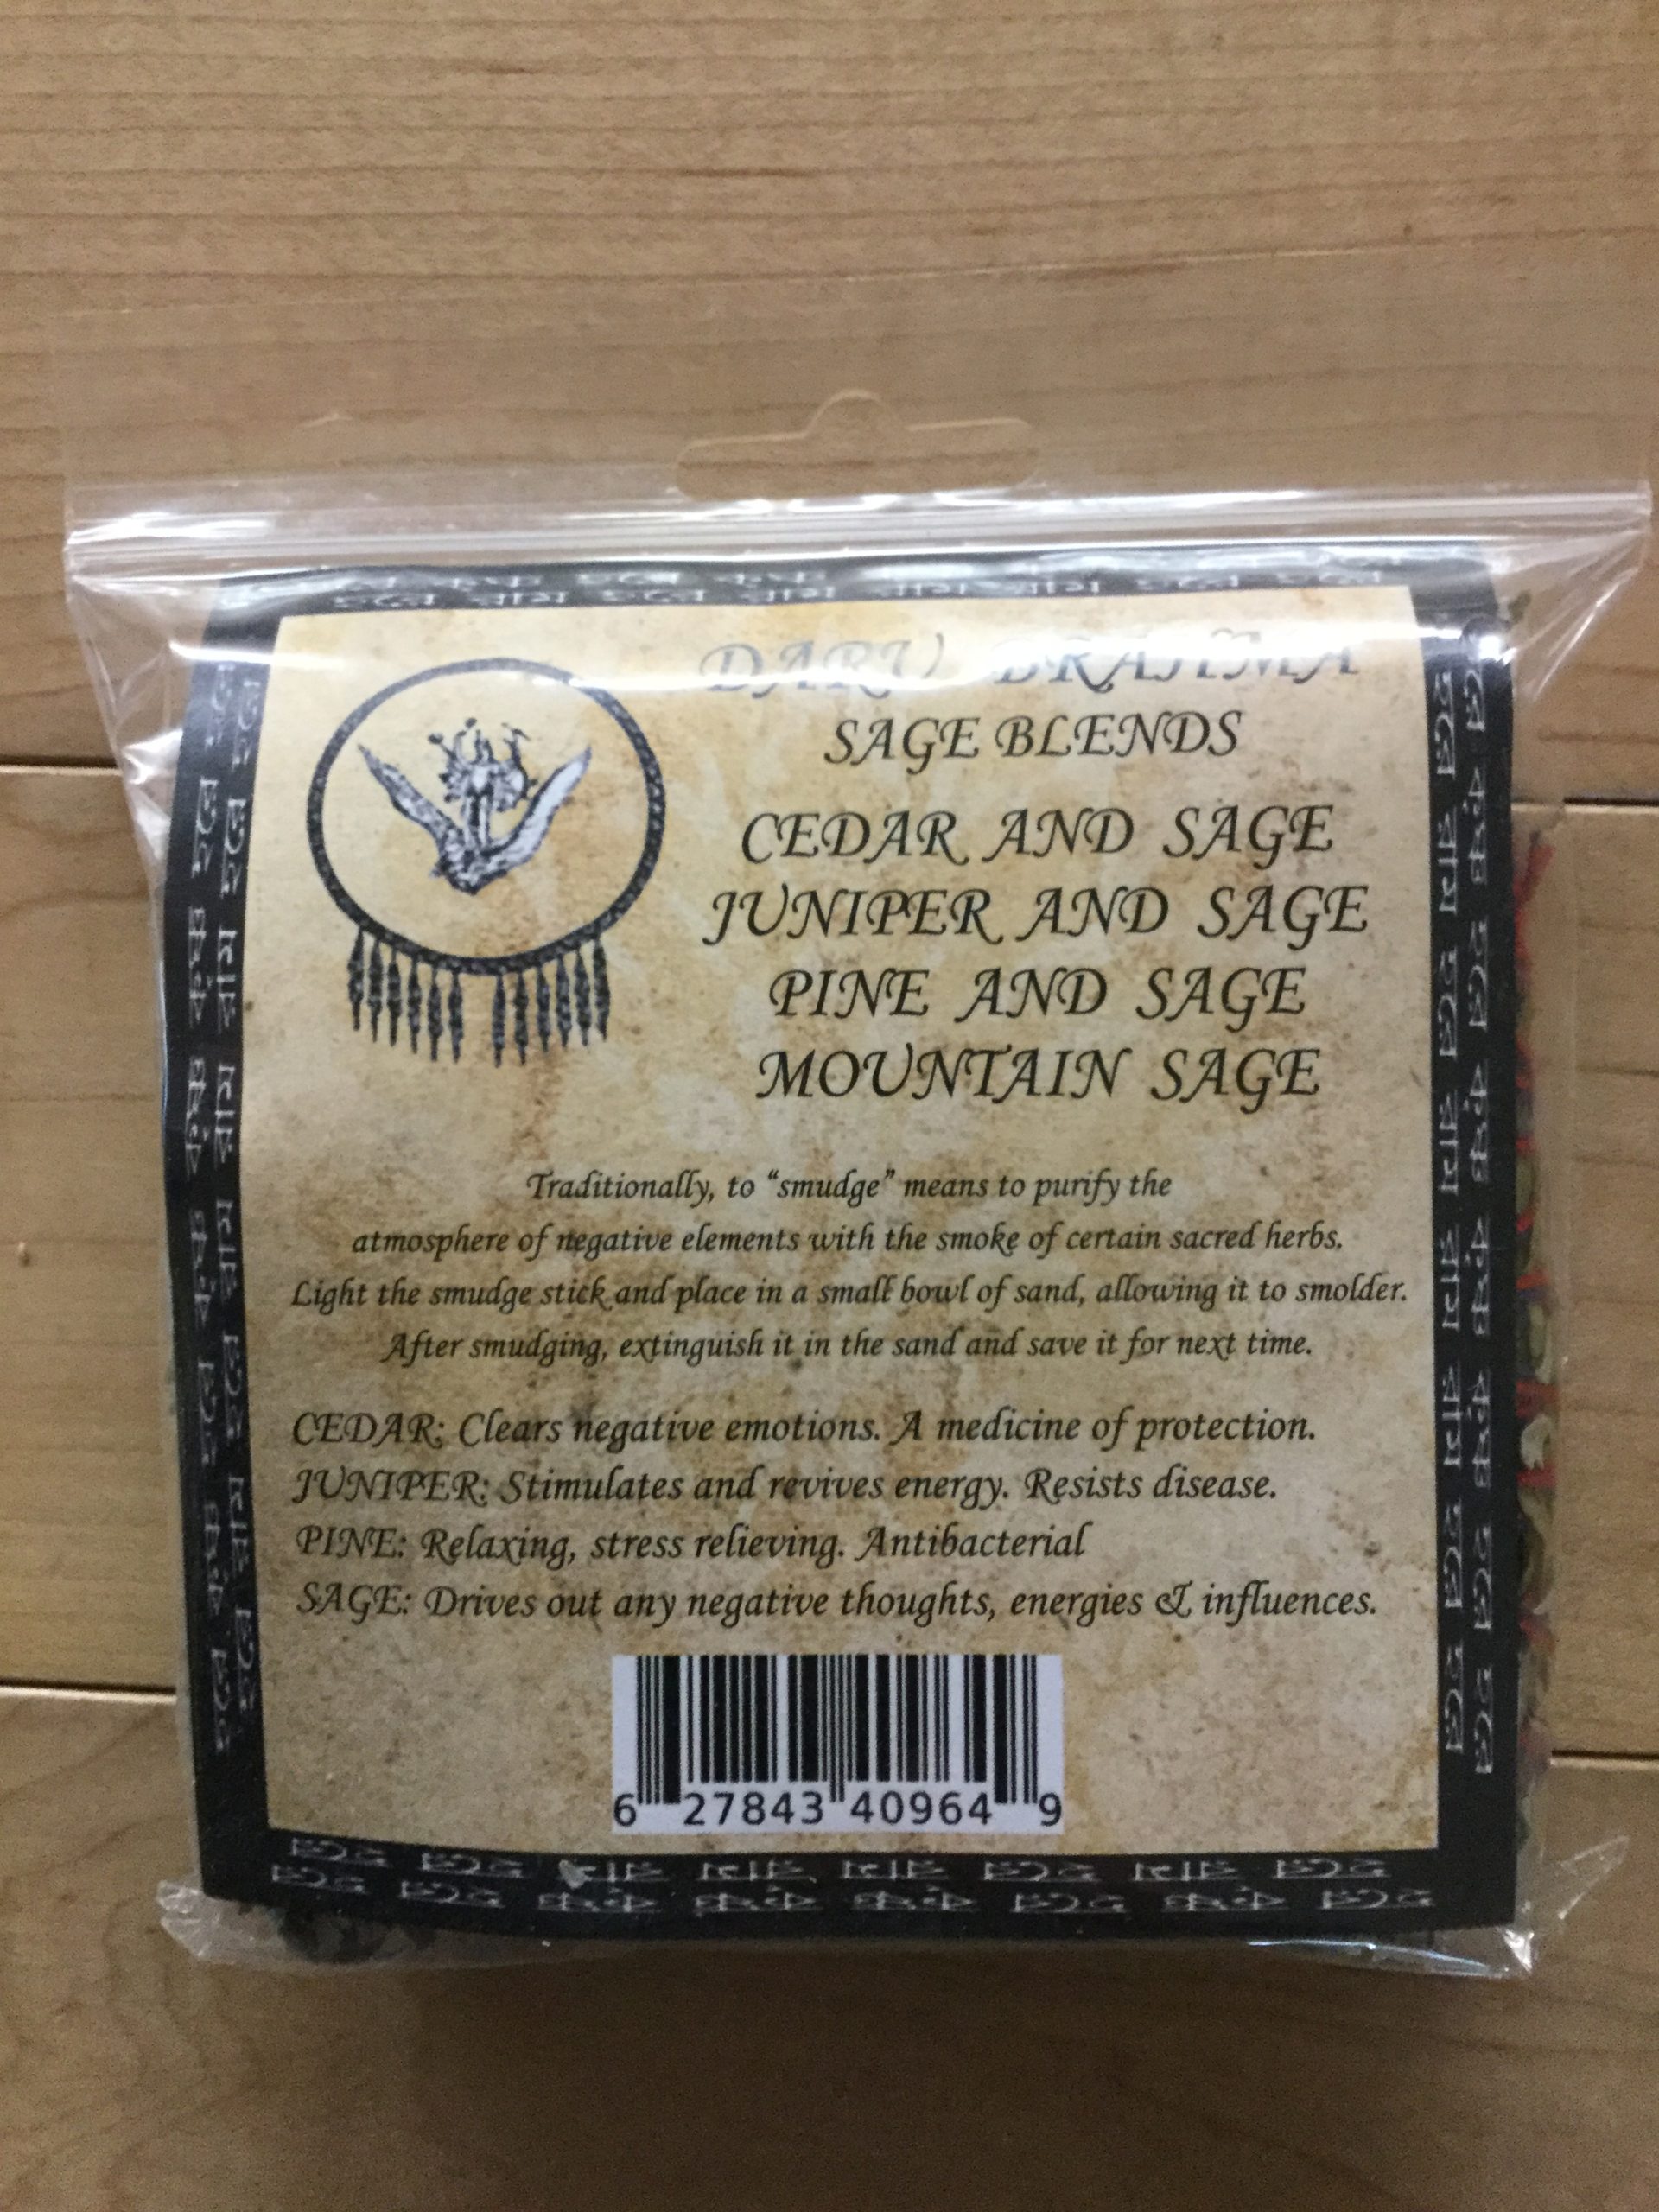 DARU BRAHMA
SAGE BLENDS
CEDAR AND SAGE
JUNIPER AND SAGE
PINE AND SAGE
MOUNTAIN SAGE
Traditionally, to “smudge” means to purify the
atmosphere of negative elements with the smoke of certain sacred herbs.
Light the smudge stick and place in a small bowl of sand, allowing it to smolder.
After smudging, extinguish it in the sand and save it for next time.
CEDAR: Clears negative emotions. A medicine of protection.
JUNIPER: Stimulates and revives energy. Resists disease.
PINE: Relaxing, stress relieving. Antibacterial
SAGE: Drives out any negative thoughts, energies & influences.
6 27843 40964 9